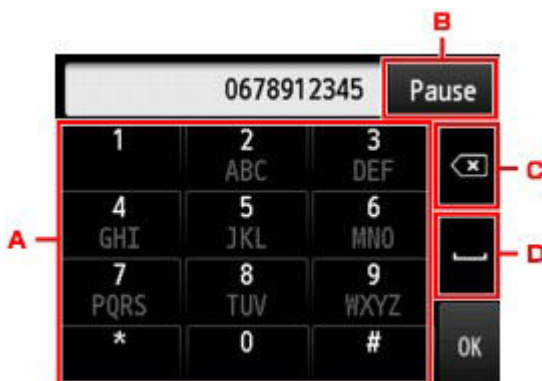 B
0678912345 Pause
1 2 3
ABC DEF
C
4 5 6
A GHI JKL MNO
D
7 8 9
PQRS TUV WXYZ
* 0 # OK